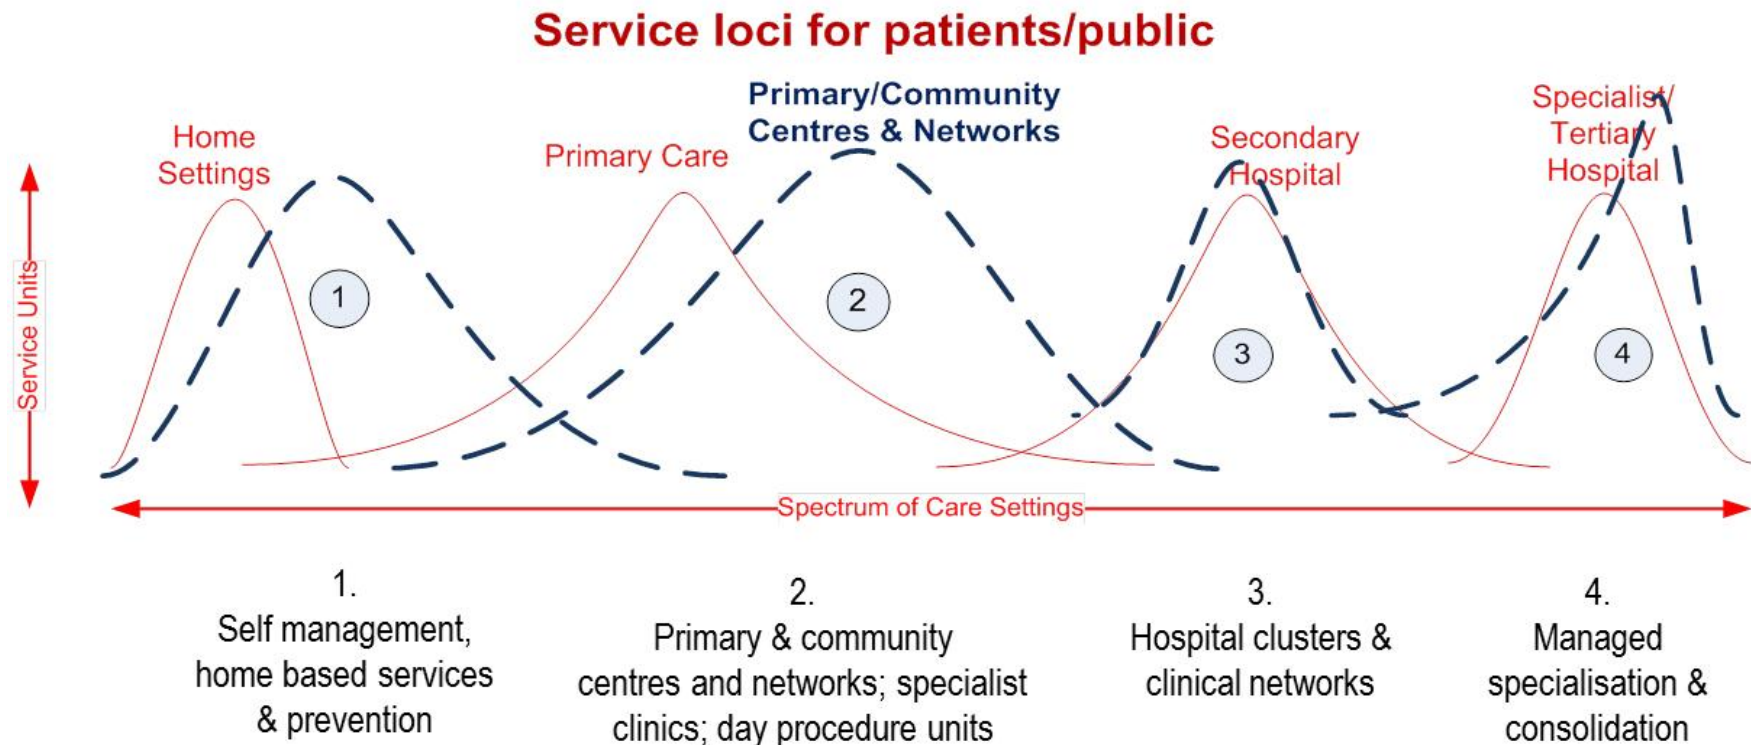 Service loci for patients/public
Primary/Community
Centres & Networks
Home
Settings
Primary Care
Secondary
Hospital
Specialist/
Tertiary
Hospital
Service Units
1
2
3
4
Spectrum of Care Settings
1.
Self management,
home based services
& prevention
2.
Primary & community
centres and networks; specialist
clinics; day procedure units
3.
Hospital clusters &
clinical networks
4.
Managed
specialisation &
consolidation